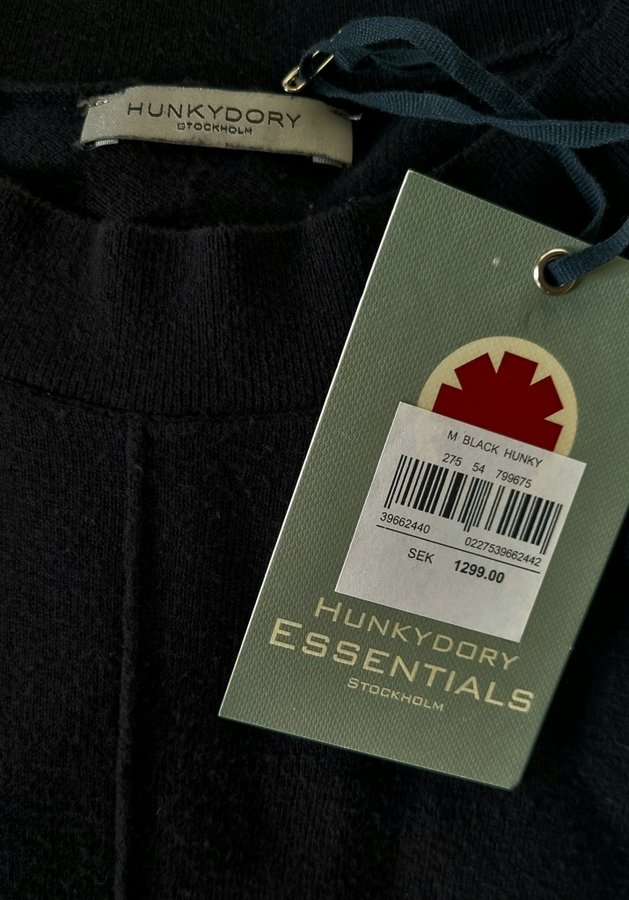 HUNKYDORY
STOCKHOLM
M BLACK HUNKY
275 54 799675
39662440
0227539662442
SEK 1299.00
HUNKYDORY
ESSENTIALS
STOCKHOLM